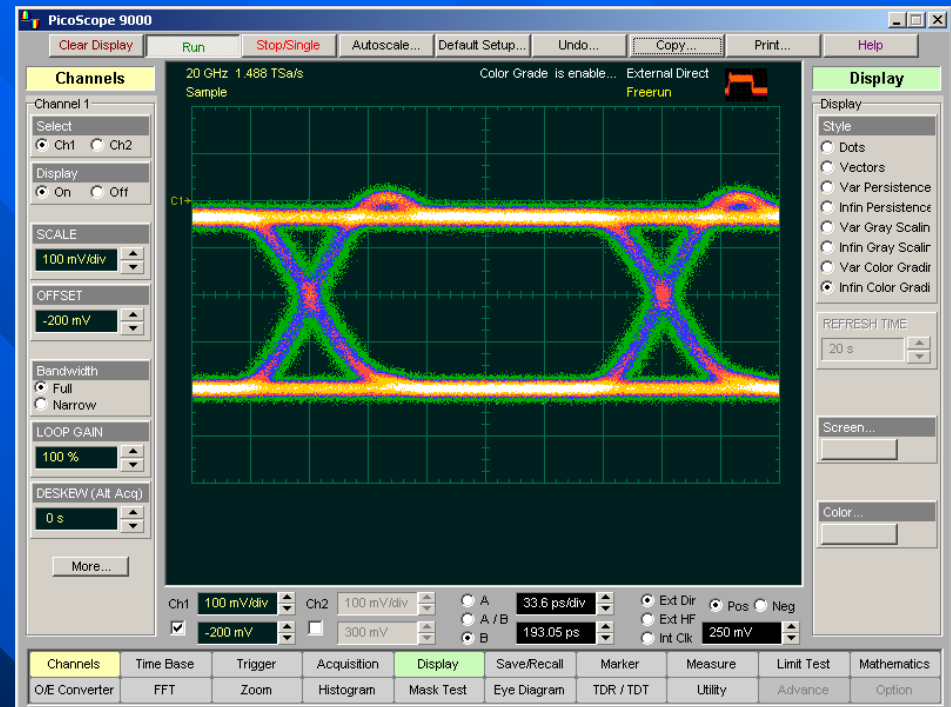 PicoScope 9000
Clear Display Run Stop/Single Autoscale... Default Setup... Undo... Copy... Print... Help
Channels
Channel 1
Select
Ch1 Ch2
Display
On Off
SCALE
100 mV/div
OFFSET
-200 mV
Bandwidth
Full
Narrow
LOOP GAIN
100 %
DESKEW (Alt Acq)
0 s
More...
20 GHz 1.488 TSa/s Color Grade is enable... External Direct
Sample Freerun
C1
Display
Display
Style
Dots
Vectors
Var Persistence
Infin Persistence
Var Gray Scalin
Infin Gray Scalin
Var Color Gradin
Infin Color Gradi
REFRESH TIME
20 s
Screen...
Color...
Ch1 100 mV/div Ch2 100 mV/div A 33.6 ps/div Ext Dir Pos Neg
A / B Ext HF
-200 mV 300 mV B 193.05 ps Int Clk 250 mV
Channels Time Base Trigger Acquisition Display Save/Recall Marker Measure Limit Test Mathematics
O/E Converter FFT Zoom Histogram Mask Test Eye Diagram TDR / TDT Utility Advance Option